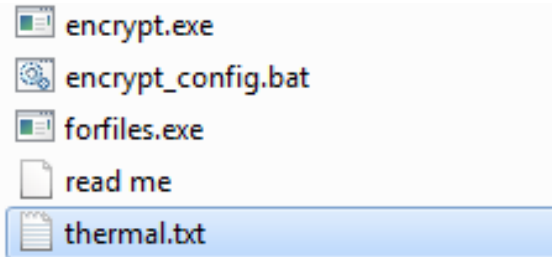 encrypt.exe
encrypt_config.bat
forfiles.exe
read me
thermal.txt